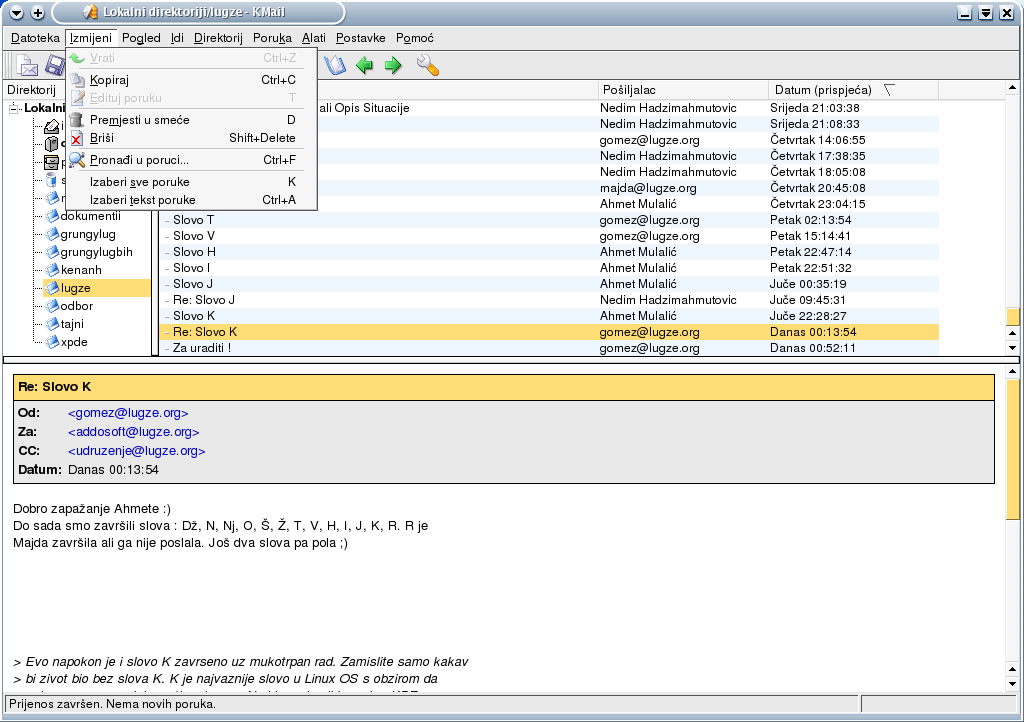 Lokalni direktoriji/lugze - KMail
Datoteka Izmijeni Pogled Idi Direktorij Poruka Alati Postavke Pomoć
Vrati Ctrl+Z
Kopiraj Ctrl+C
Edituj poruku T
Premjesti u smeće D
Briši Shift+Delete
Pronađi u poruci... Ctrl+F
Izaberi sve poruke K
Izaberi tekst poruke Ctrl+A
Direktorij
Lokalni
dokumentii
grungylug
grungylugbih
kenanh
lugze
odbor
tajni
xpde
Pošiljalac Datum (prispjeća)
ali Opis Situacije Nedim Hadzimahmutovic Srijeda 21:03:38
Nedim Hadzimahmutovic Srijeda 21:08:33
gomez@lugze.org Četvrtak 14:06:55
Nedim Hadzimahmutovic Četvrtak 17:38:35
Nedim Hadzimahmutovic Četvrtak 18:05:08
majda@lugze.org Četvrtak 20:45:08
Ahmet Mulalić Četvrtak 23:04:15
Slovo T gomez@lugze.org Petak 02:13:54
Slovo V gomez@lugze.org Petak 15:14:41
Slovo H Ahmet Mulalić Petak 22:47:14
Slovo I Ahmet Mulalić Petak 22:51:32
Slovo J Ahmet Mulalić Juče 00:35:19
Re: Slovo J Nedim Hadzimahmutovic Juče 09:45:31
Slovo K Ahmet Mulalić Juče 22:28:27
Re: Slovo K gomez@lugze.org Danas 00:13:54
Za uraditi ! gomez@lugze.org Danas 00:52:11
Re: Slovo K
Od: <gomez@lugze.org>
Za: <addosoft@lugze.org>
CC: <udruzenje@lugze.org>
Datum: Danas 00:13:54
Dobro zapažanje Ahmete :)
Do sada smo završili slova : Dž, N, Nj, O, Š, Ž, T, V, H, I, J, K, R. R je
Majda završila ali ga nije poslala. Još dva slova pa pola ;)
> Evo napokon je i slovo K zavrseno uz mukotrpan rad. Zamislite samo kakav
> bi zivot bio bez slova K. K je najvaznije slovo u Linux OS s obzirom da
Prijenos završen. Nema novih poruka.